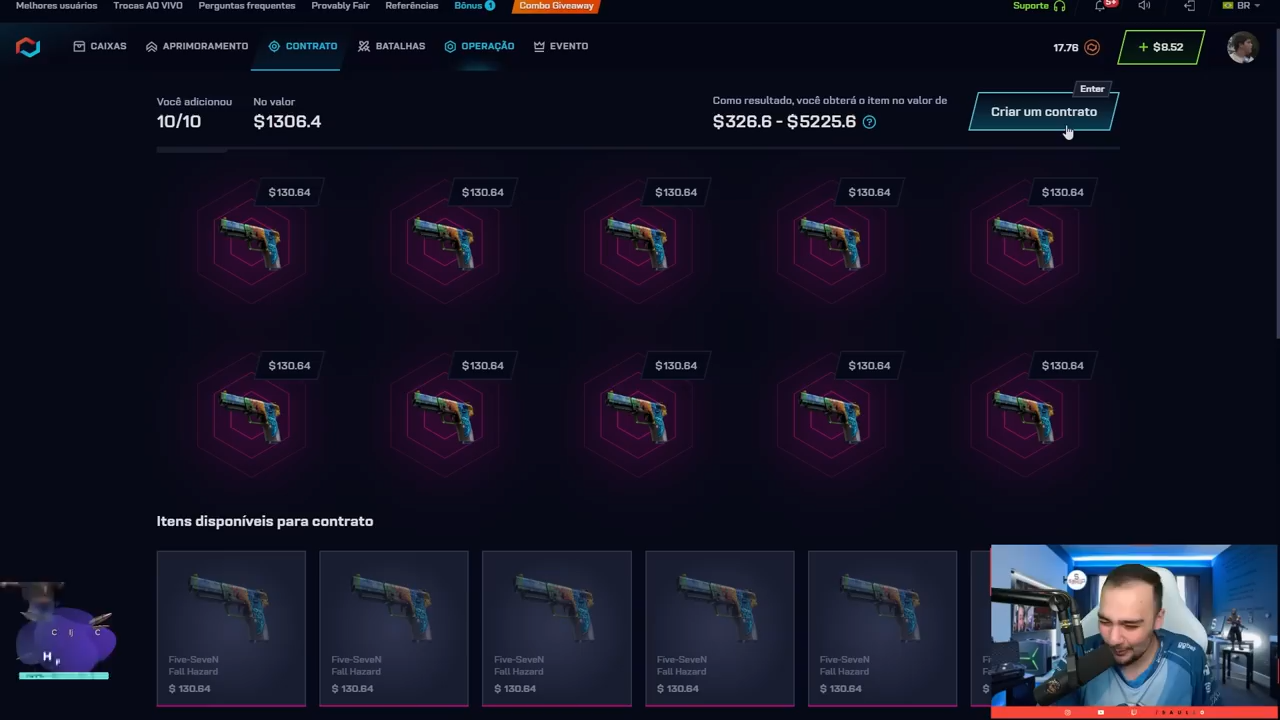 Melhores usuários Trocas AO VIVO Perguntas frequentes Provably Fair Referências Bônus 1 Combo Giveaway Suporte 5+ BR
CAIXAS APRIMORAMENTO CONTRATO BATALHAS OPERAÇÃO EVENTO 17.76 + $8.52
Enter
Você adicionou No valor Como resultado, você obterá o item no valor de
10/10 $1306.4 $326.6 - $5225.6 ? Criar um contrato
$130.64 $130.64 $130.64 $130.64 $130.64
$130.64 $130.64 $130.64 $130.64 $130.64
Itens disponíveis para contrato
Five-SeveN Five-SeveN Five-SeveN Five-SeveN Five-SeveN
Fall Hazard Fall Hazard Fall Hazard Fall Hazard Fall Hazard
$ 130.64 $ 130.64 $ 130.64 $ 130.64 $ 130.64